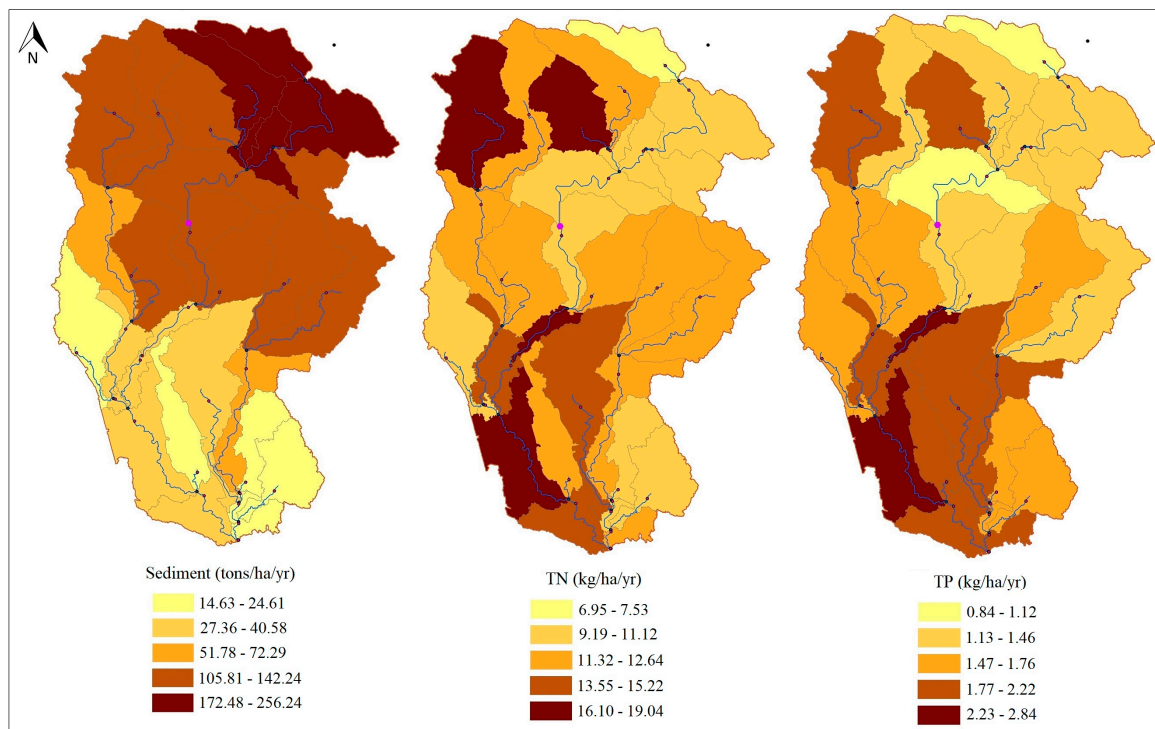 N
Sediment (tons/ha/yr)
14.63 - 24.61
27.36 - 40.58
51.78 - 72.29
105.81 - 142.24
172.48 - 256.24
TN (kg/ha/yr)
6.95 - 7.53
9.19 - 11.12
11.32 - 12.64
13.55 - 15.22
16.10 - 19.04
TP (kg/ha/yr)
0.84 - 1.12
1.13 - 1.46
1.47 - 1.76
1.77 - 2.22
2.23 - 2.84